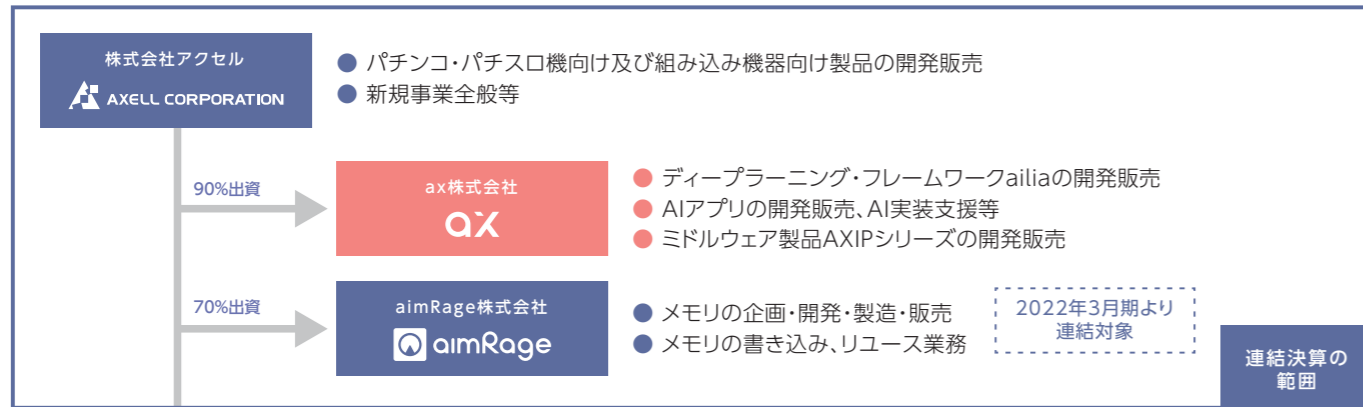 株式会社アクセル
AXELL CORPORATION
● パチンコ・パチスロ機向け及び組み込み機器向け製品の開発販売
● 新規事業全般等
90%出資
ax株式会社
ax
● ディープラーニング・フレームワークailiaの開発販売
● AIアプリの開発販売、AI実装支援等
● ミドルウェア製品AXIPシリーズの開発販売
70%出資
aimRage株式会社
aimRage
● メモリの企画・開発・製造・販売
● メモリの書き込み、リユース業務
2022年3月期より
連結対象
連結決算の
範囲